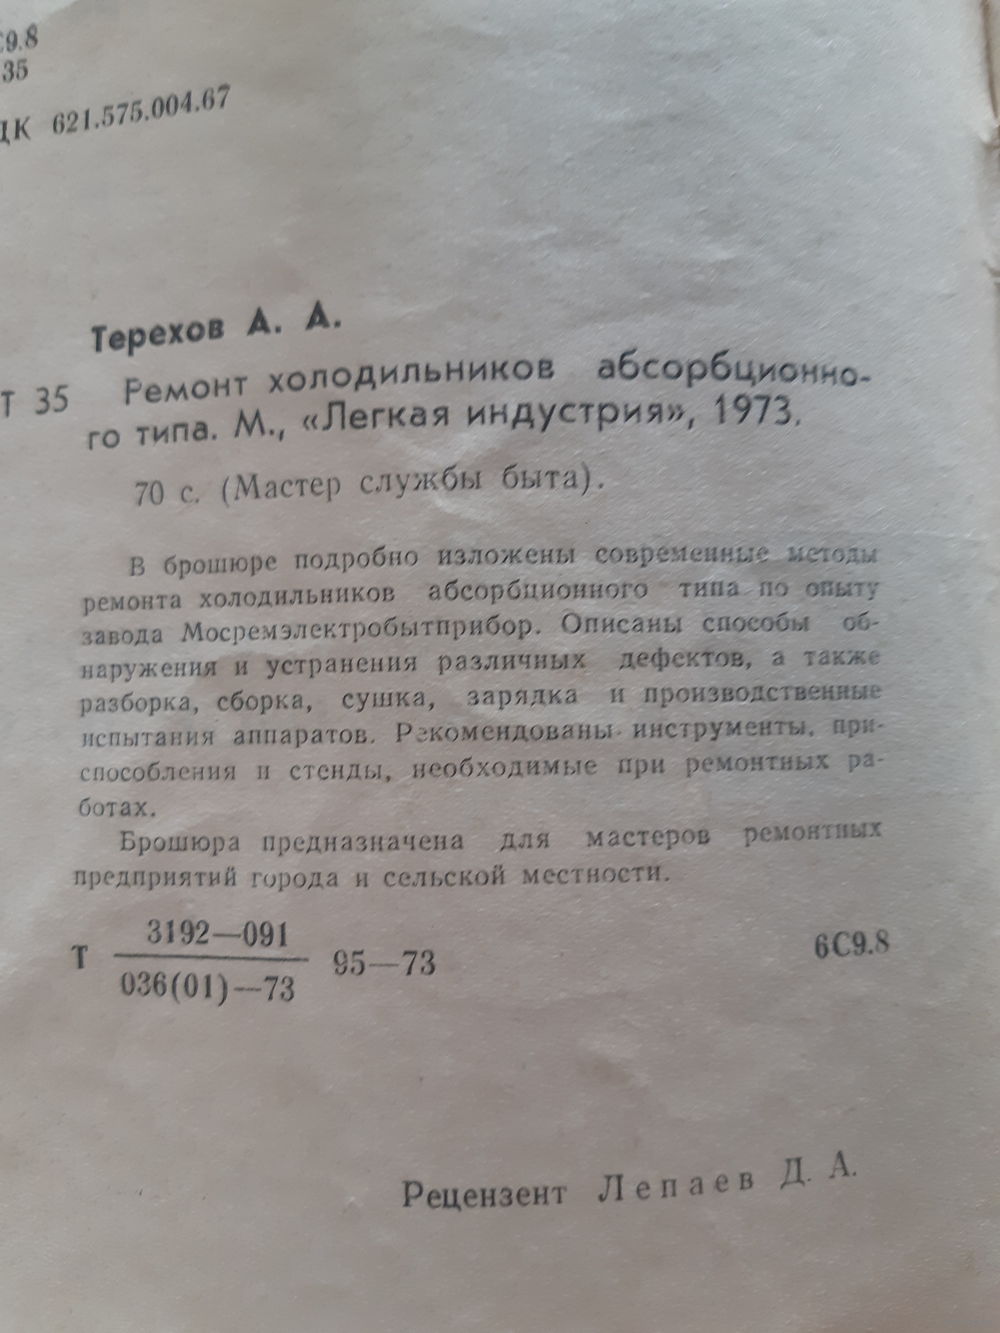 С9.8
35
ДК 621.575.004.67
Терехов А. А.
Т 35 Ремонт холодильников абсорбционно-
го типа. М., «Легкая индустрия», 1973.
70 с. (Мастер службы быта).
В брошюре подробно изложены современные методы
ремонта холодильников абсорбционного типа по опыту
завода Мосремэлектробытприбор. Описаны способы об-
наружения и устранения различных дефектов, а также
разборка, сборка, сушка, зарядка и производственные
испытания аппаратов. Рекомендованы инструменты, при-
способления и стенды, необходимые при ремонтных ра-
ботах.
Брошюра предназначена для мастеров ремонтных
предприятий города и сельской местности.
3192—091
Т 95—73 6С9.8
036(01)—73
Рецензент Лепаев Д. А.